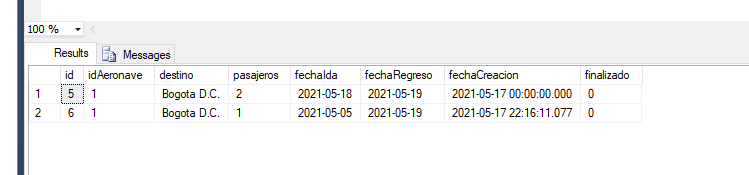 100 %
Results Messages
id idAeronave destino pasajeros fechaIda fechaRegreso fechaCreacion finalizado
1 5 1 Bogota D.C. 2 2021-05-18 2021-05-19 2021-05-17 00:00:00.000 0
2 6 1 Bogota D.C. 1 2021-05-05 2021-05-19 2021-05-17 22:16:11.077 0